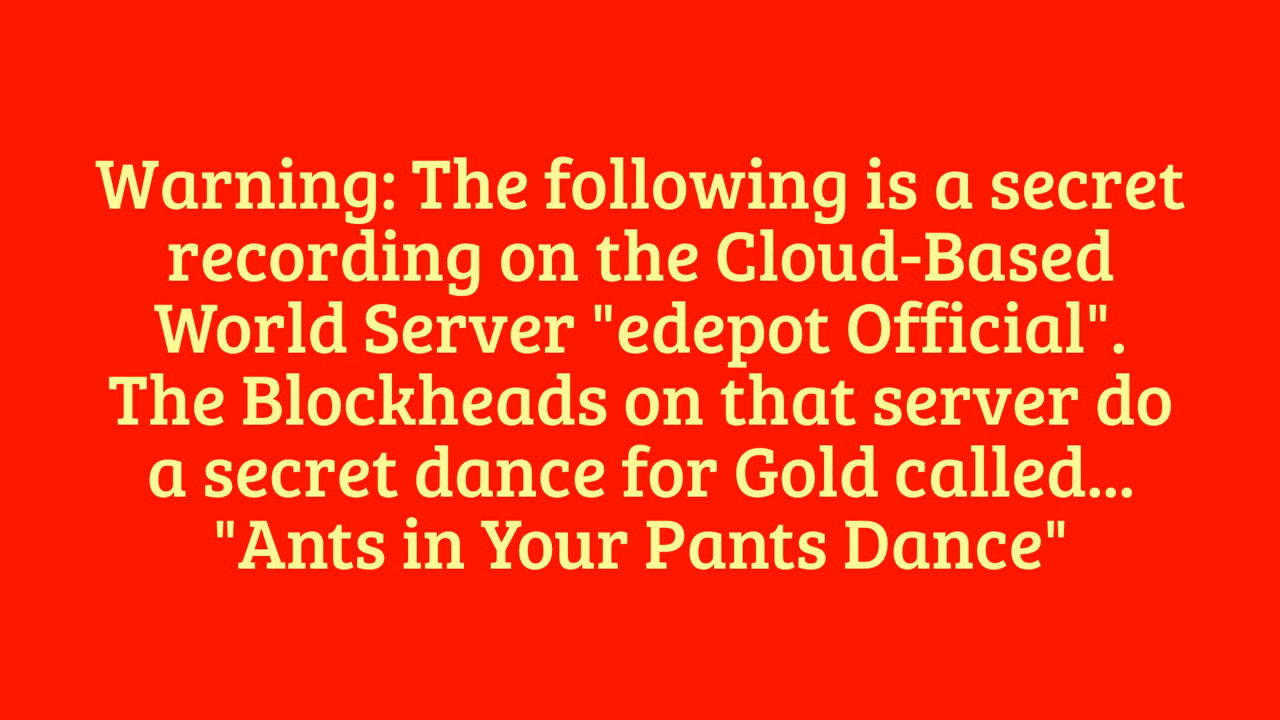 Warning: The following is a secret
recording on the Cloud-Based
World Server "edepot Official".
The Blockheads on that server do
a secret dance for Gold called...
"Ants in Your Pants Dance"